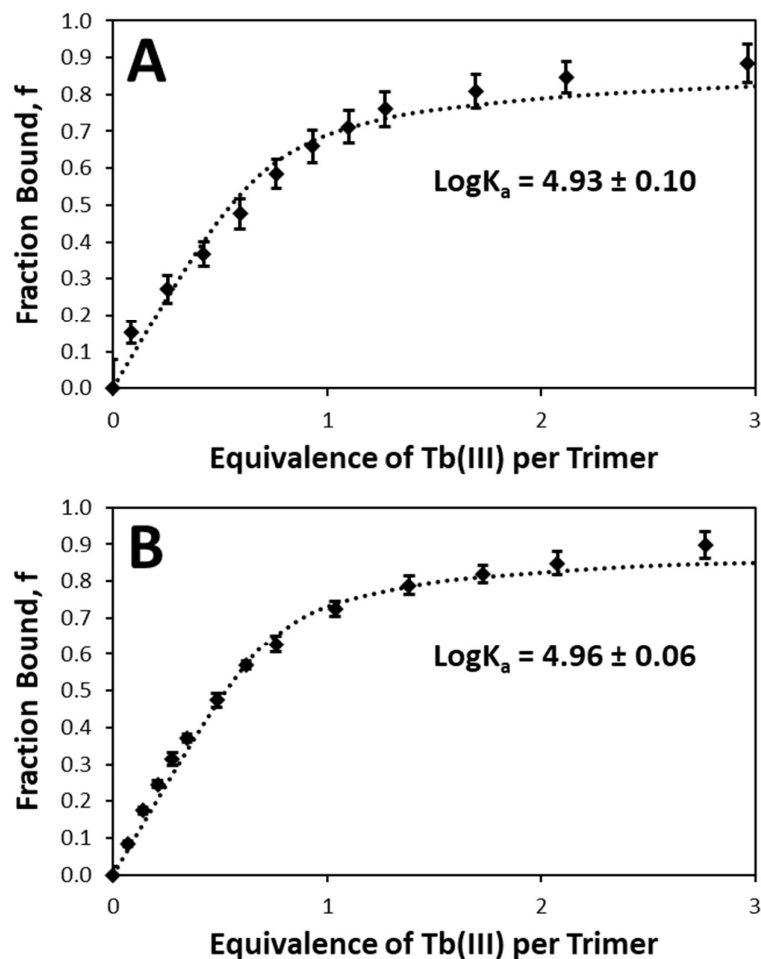 A
Fraction Bound, f
1.0
0.9
0.8
0.7
0.6
0.5
0.4
0.3
0.2
0.1
0.0
LogKₐ = 4.93 ± 0.10
0 1 2 3
Equivalence of Tb(III) per Trimer
B
Fraction Bound, f
1.0
0.9
0.8
0.7
0.6
0.5
0.4
0.3
0.2
0.1
0.0
LogKₐ = 4.96 ± 0.06
0 1 2 3
Equivalence of Tb(III) per Trimer